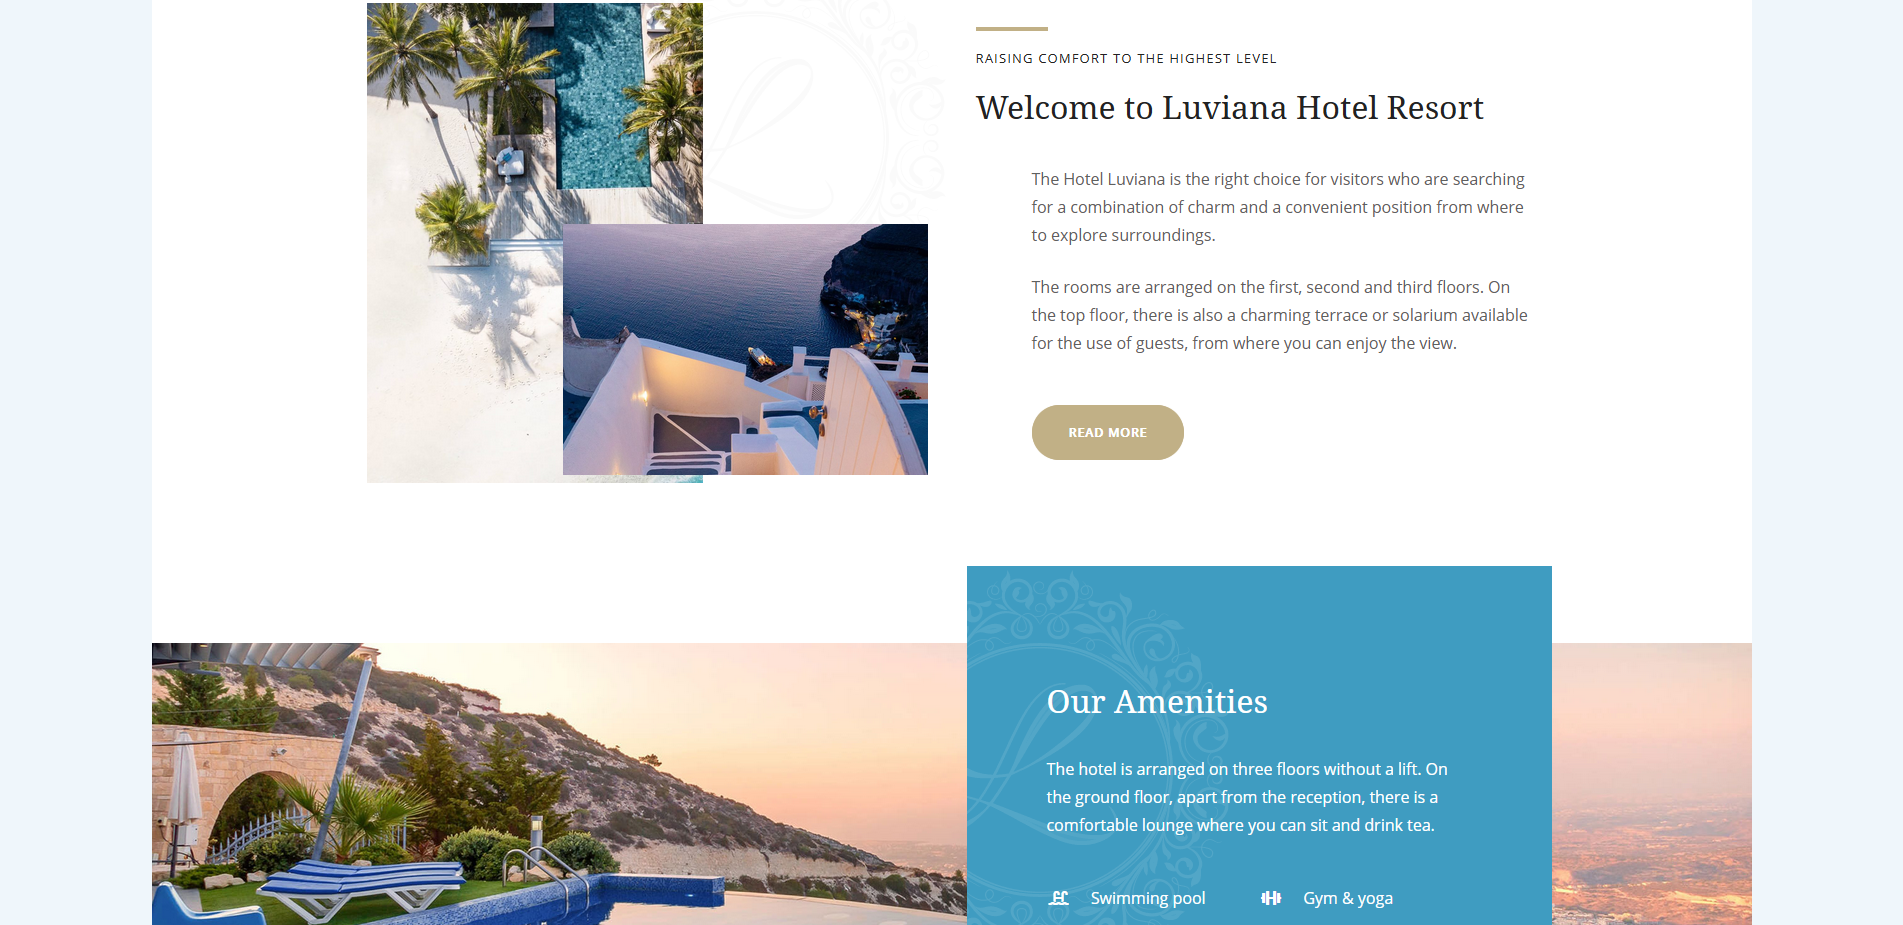 RAISING COMFORT TO THE HIGHEST LEVEL
Welcome to Luviana Hotel Resort
The Hotel Luviana is the right choice for visitors who are searching
for a combination of charm and a convenient position from where
to explore surroundings.
The rooms are arranged on the first, second and third floors. On
the top floor, there is also a charming terrace or solarium available
for the use of guests, from where you can enjoy the view.
READ MORE
Our Amenities
The hotel is arranged on three floors without a lift. On
the ground floor, apart from the reception, there is a
comfortable lounge where you can sit and drink tea.
Swimming pool
Gym & yoga